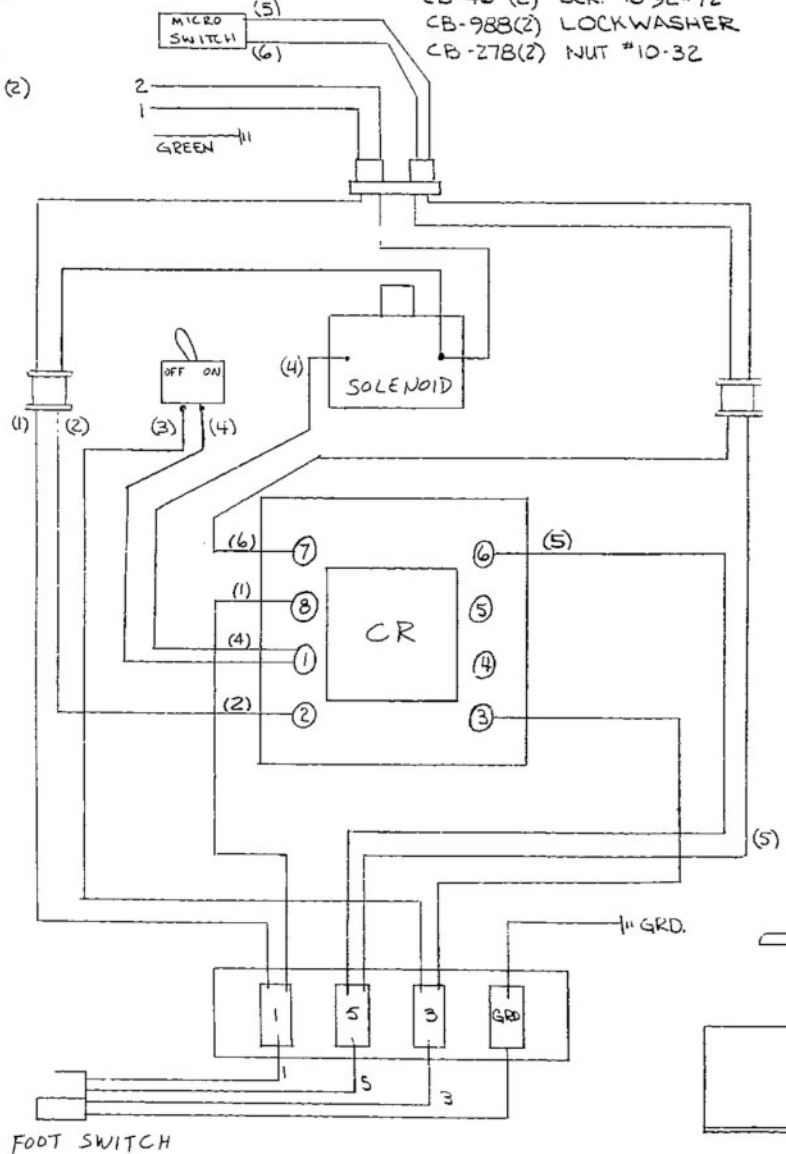 (5)
MICRO
SWITCH
(6)
CB-988(2) LOCKWASHER
CB-278(2) NUT #10-32
(2)
2
1
GREEN
OFF ON
(4)
SOLENOID
(1) (2)
(3) (4)
(6) 7
6 (5)
(1) 8
5
CR
(4) 1
4
(2) 2
3
(5)
GRD.
1 5 3 GRD
1
5
3
FOOT SWITCH